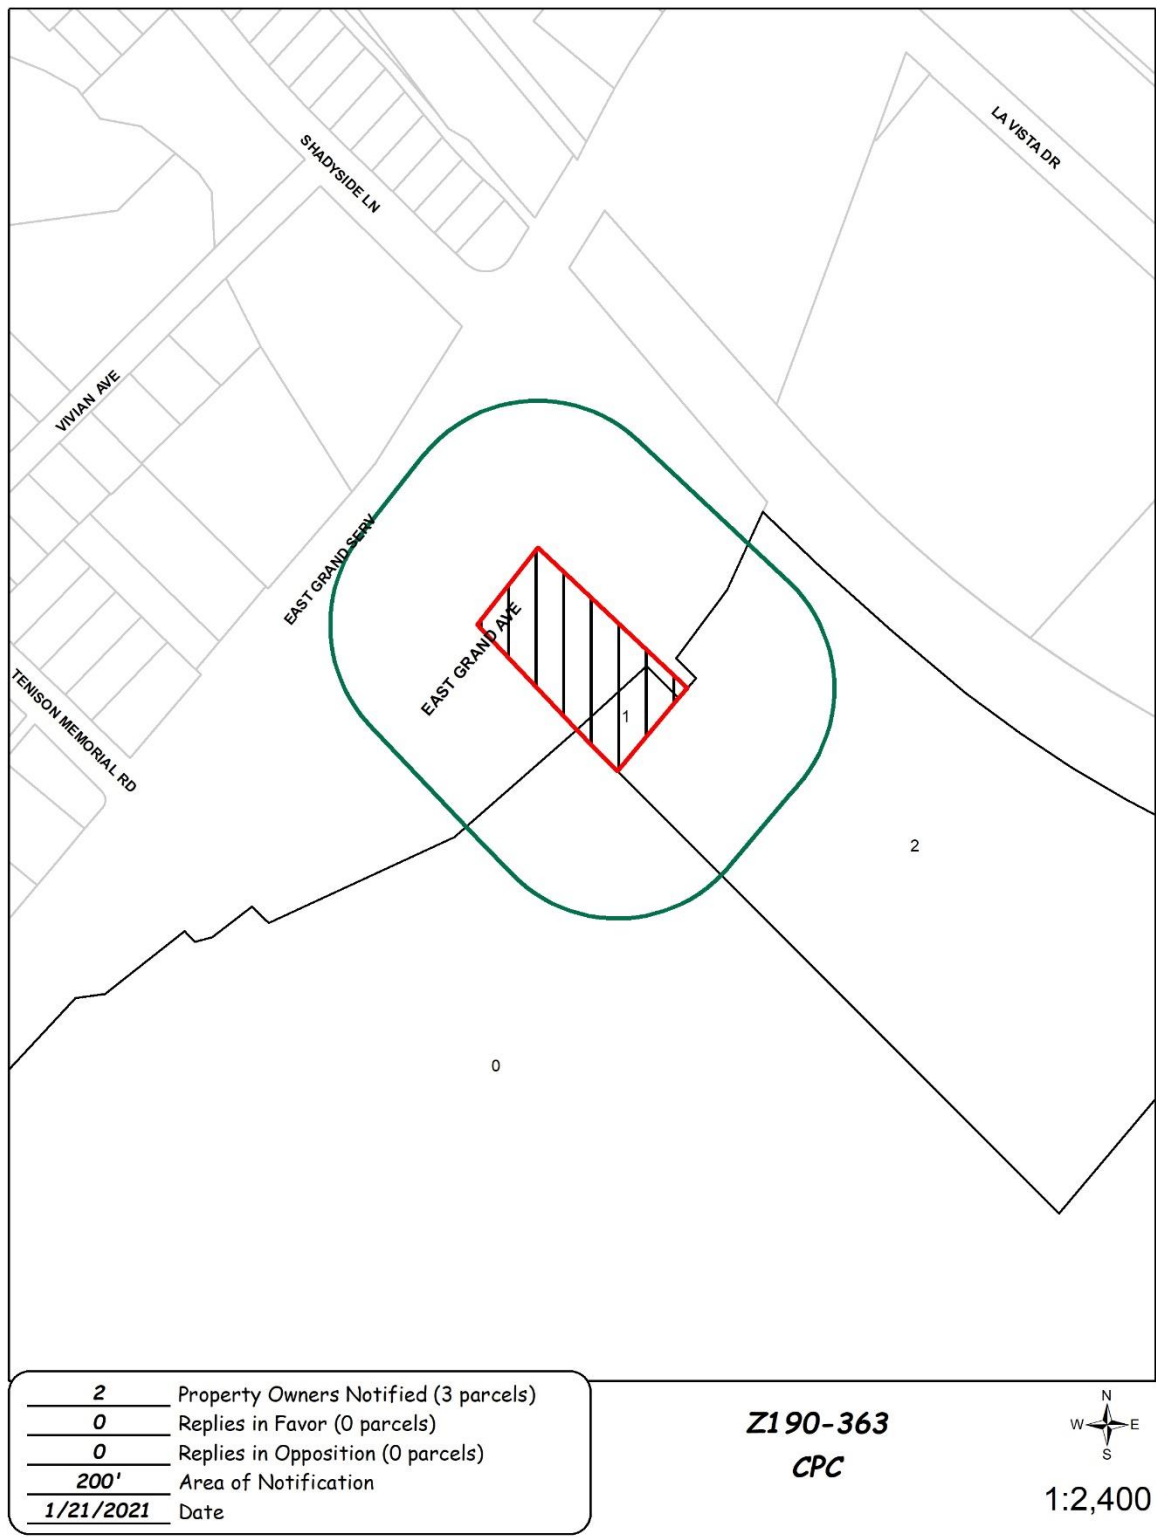 LA VISTA DR
SHADYSIDE LN
VIVIAN AVE
EAST GRAND SERV
EAST GRAND AVE
TENISON MEMORIAL RD
1
2
0
2 Property Owners Notified (3 parcels)
0 Replies in Favor (0 parcels)
0 Replies in Opposition (0 parcels)
200' Area of Notification
1/21/2021 Date
Z190-363
CPC
N
W E
S
1:2,400